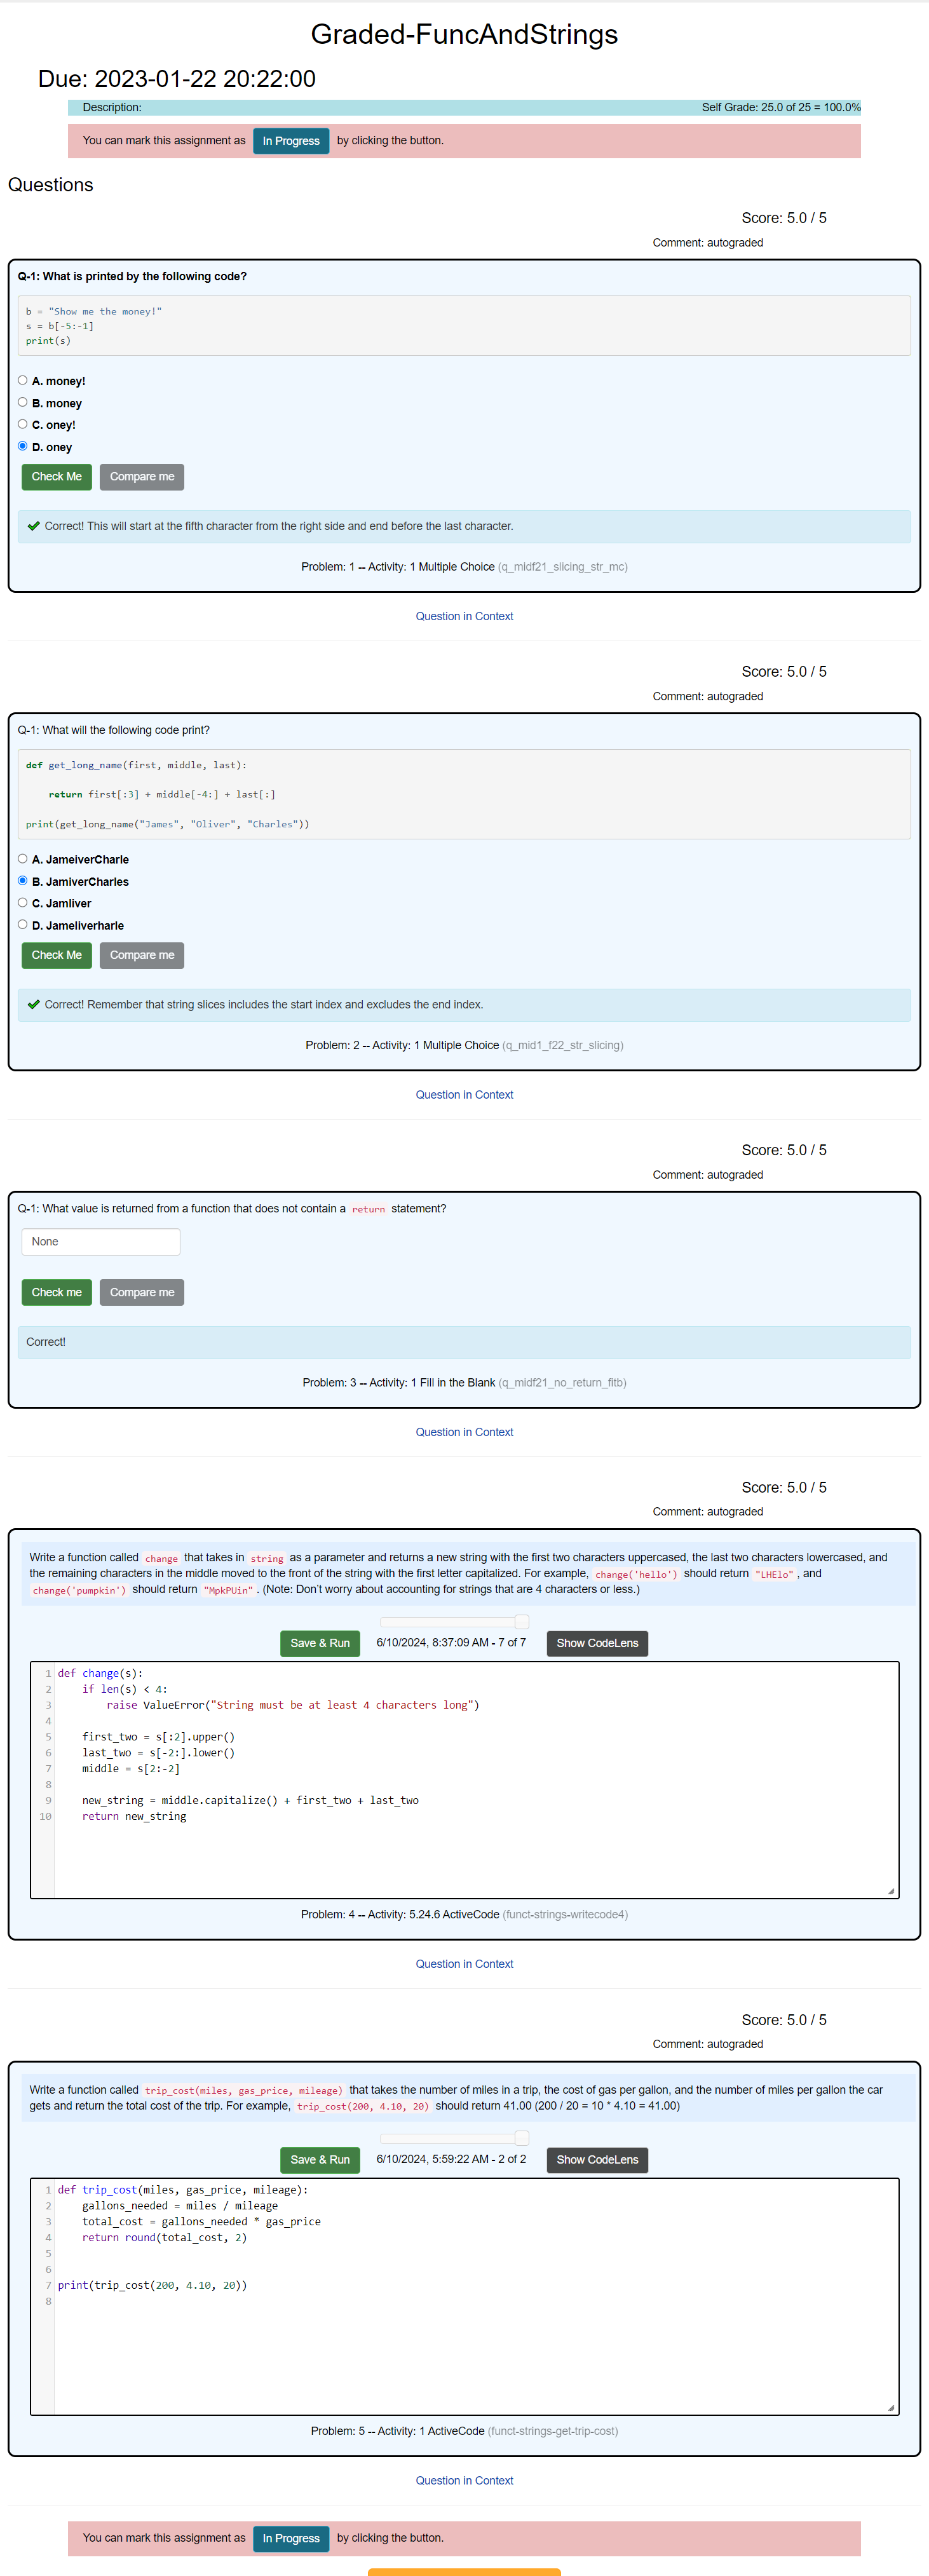 Graded-FuncAndStrings
Due: 2023-01-22 20:22:00
Description: Self Grade: 25.0 of 25 = 100.0%
You can mark this assignment as In Progress by clicking the button.
Questions
Score: 5.0 / 5
Comment: autograded
Q-1: What is printed by the following code?
b = "Show me the money!"
s = b[-5:-1]
print(s)
A. money!
B. money
C. oney!
D. oney
Check Me Compare me
Correct! This will start at the fifth character from the right side and end before the last character.
Problem: 1 -- Activity: 1 Multiple Choice (q_midf21_slicing_str_mc)
Question in Context
Score: 5.0 / 5
Comment: autograded
Q-1: What will the following code print?
def get_long_name(first, middle, last):
return first[:3] + middle[-4:] + last[:]
print(get_long_name("James", "Oliver", "Charles"))
A. JameiverCharle
B. JamiverCharles
C. Jamliver
D. Jameliverharle
Check Me Compare me
Correct! Remember that string slices includes the start index and excludes the end index.
Problem: 2 -- Activity: 1 Multiple Choice (q_mid1_f22_str_slicing)
Question in Context
Score: 5.0 / 5
Comment: autograded
Q-1: What value is returned from a function that does not contain a return statement?
None
Check me Compare me
Correct!
Problem: 3 -- Activity: 1 Fill in the Blank (q_midf21_no_return_fitb)
Question in Context
Score: 5.0 / 5
Comment: autograded
Write a function called change that takes in string as a parameter and returns a new string with the first two characters uppercased, the last two characters lowercased, and
the remaining characters in the middle moved to the front of the string with the first letter capitalized. For example, change('hello') should return "LHElo", and
change('pumpkin') should return "MpkPUin". (Note: Don't worry about accounting for strings that are 4 characters or less.)
Save & Run 6/10/2024, 8:37:09 AM - 7 of 7 Show CodeLens
1 def change(s):
2 if len(s) < 4:
3 raise ValueError("String must be at least 4 characters long")
4
5 first_two = s[:2].upper()
6 last_two = s[-2:].lower()
7 middle = s[2:-2]
8
9 new_string = middle.capitalize() + first_two + last_two
10 return new_string
Problem: 4 -- Activity: 5.24.6 ActiveCode (funct-strings-writecode4)
Question in Context
Score: 5.0 / 5
Comment: autograded
Write a function called trip_cost(miles, gas_price, mileage) that takes the number of miles in a trip, the cost of gas per gallon, and the number of miles per gallon the car
gets and return the total cost of the trip. For example, trip_cost(200, 4.10, 20) should return 41.00 (200 / 20 = 10 * 4.10 = 41.00)
Save & Run 6/10/2024, 5:59:22 AM - 2 of 2 Show CodeLens
1 def trip_cost(miles, gas_price, mileage):
2 gallons_needed = miles / mileage
3 total_cost = gallons_needed * gas_price
4 return round(total_cost, 2)
5
6
7 print(trip_cost(200, 4.10, 20))
8
Problem: 5 -- Activity: 1 ActiveCode (funct-strings-get-trip-cost)
Question in Context
You can mark this assignment as In Progress by clicking the button.